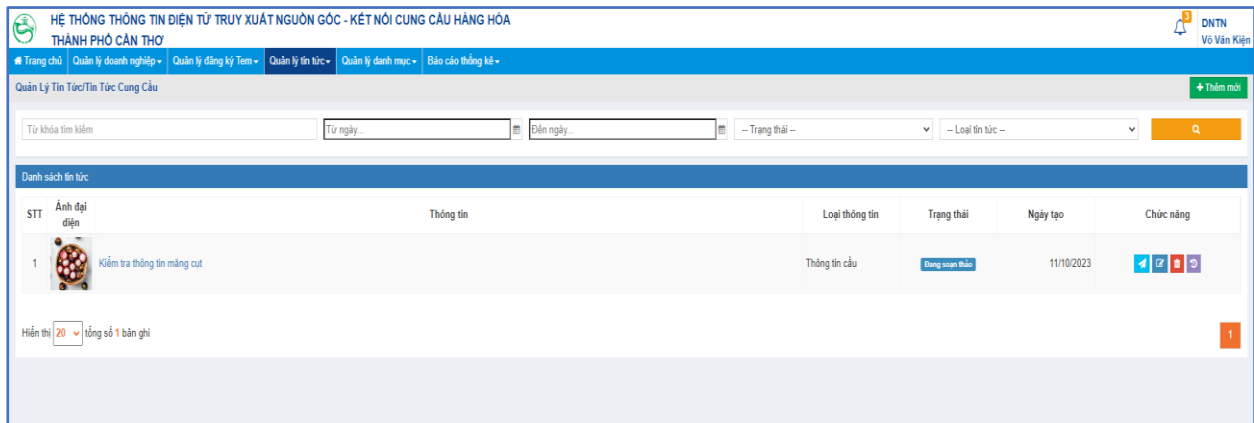 HỆ THỐNG THÔNG TIN ĐIỆN TỬ TRUY XUẤT NGUỒN GỐC - KẾT NỐI CUNG CẦU HÀNG HÓA
THÀNH PHỐ CẦN THƠ
3
DNTN
Võ Văn Kiện
Trang chủ Quản lý doanh nghiệp Quản lý đăng ký Tem Quản lý tin tức Quản lý danh mục Báo cáo thống kê
Quản Lý Tin Tức/Tin Tức Cung Cầu
+ Thêm mới
Từ khóa tìm kiếm Từ ngày... Đến ngày... -- Trạng thái -- -- Loại tin tức --
Danh sách tin tức
STT Ảnh đại diện Thông tin Loại thông tin Trạng thái Ngày tạo Chức năng
1 Kiểm tra thông tin măng cụt Thông tin cầu Đang soạn thảo 11/10/2023
Hiển thị 20 tổng số 1 bản ghi
1